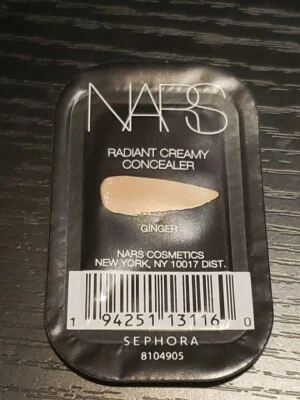 NARS
RADIANT CREAMY
CONCEALER
GINGER
NARS COSMETICS
NEW YORK, NY 10017 DIST.
1 94251 13116 0
SEPHORA
8104905